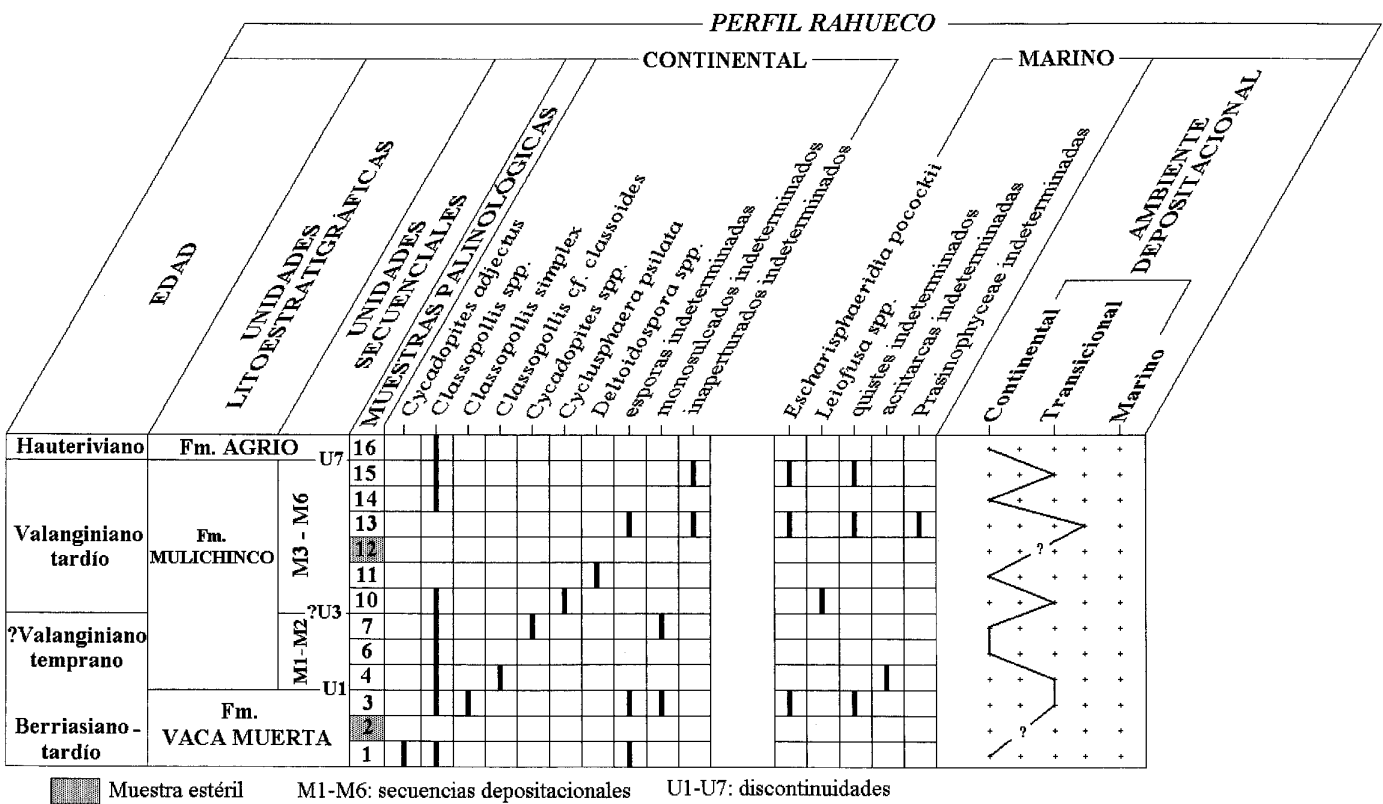 PERFIL RAHUECO
CONTINENTAL
MARINO
EDAD
UNIDADES
LITOESTRATIGRÁFICAS
UNIDADES
SECUENCIALES
MUESTRAS PALINOLÓGICAS
Cycadopites adjectus
Classopollis spp.
Classopollis simplex
Classopollis cf. classoides
Cycadopites spp.
Cyclusphaera psilata
Deltoidospora spp.
esporas indeterminadas
monosulcados indeterminados
inaperturados indeterminados
Escharisphaeridia pocockii
Leiofusa spp.
quistes indeterminados
acritarcas indeterminadas
Prasinophyceae indeterminadas
AMBIENTE
DEPOSITACIONAL
Continental
Transicional
Marino
Hauteriviano
Fm. AGRIO
U7
16
15
14
13
12
11
10
7
6
4
3
2
1
Valanginiano
tardío
Fm.
MULICHINCO
M3 - M6
?U3
?Valanginiano
temprano
M1-M2
U1
Berriasiano -
tardío
Fm.
VACA MUERTA
?
?
Muestra estéril
M1-M6: secuencias depositacionales
U1-U7: discontinuidades